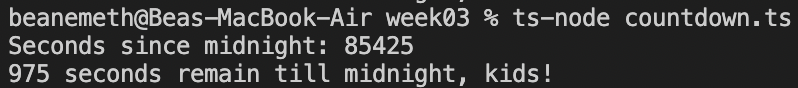 beanemeth@Beas-MacBook-Air week03 % ts-node countdown.ts
Seconds since midnight: 85425
975 seconds remain till midnight, kids!